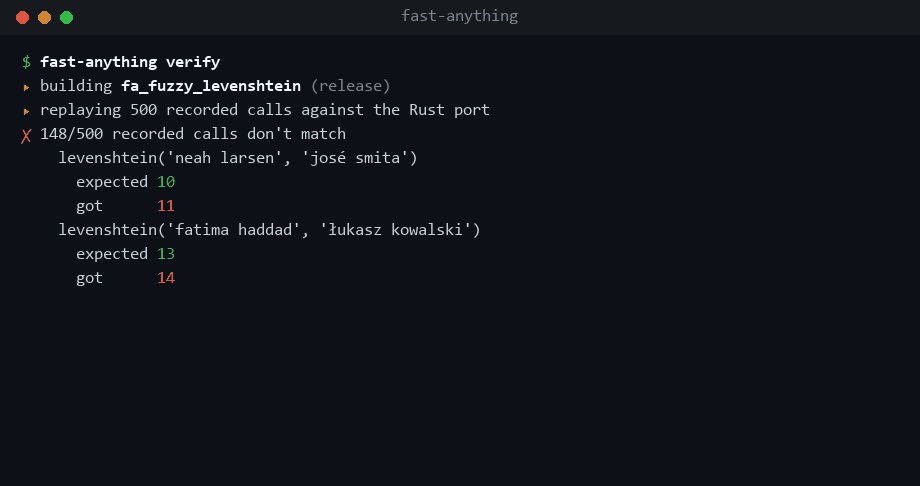 fast-anything
$ fast-anything verify
▸ building fa_fuzzy_levenshtein (release)
▸ replaying 500 recorded calls against the Rust port
✗ 148/500 recorded calls don't match
levenshtein('neah larsen', 'josé smita')
expected 10
got 11
levenshtein('fatima haddad', 'łukasz kowalski')
expected 13
got 14